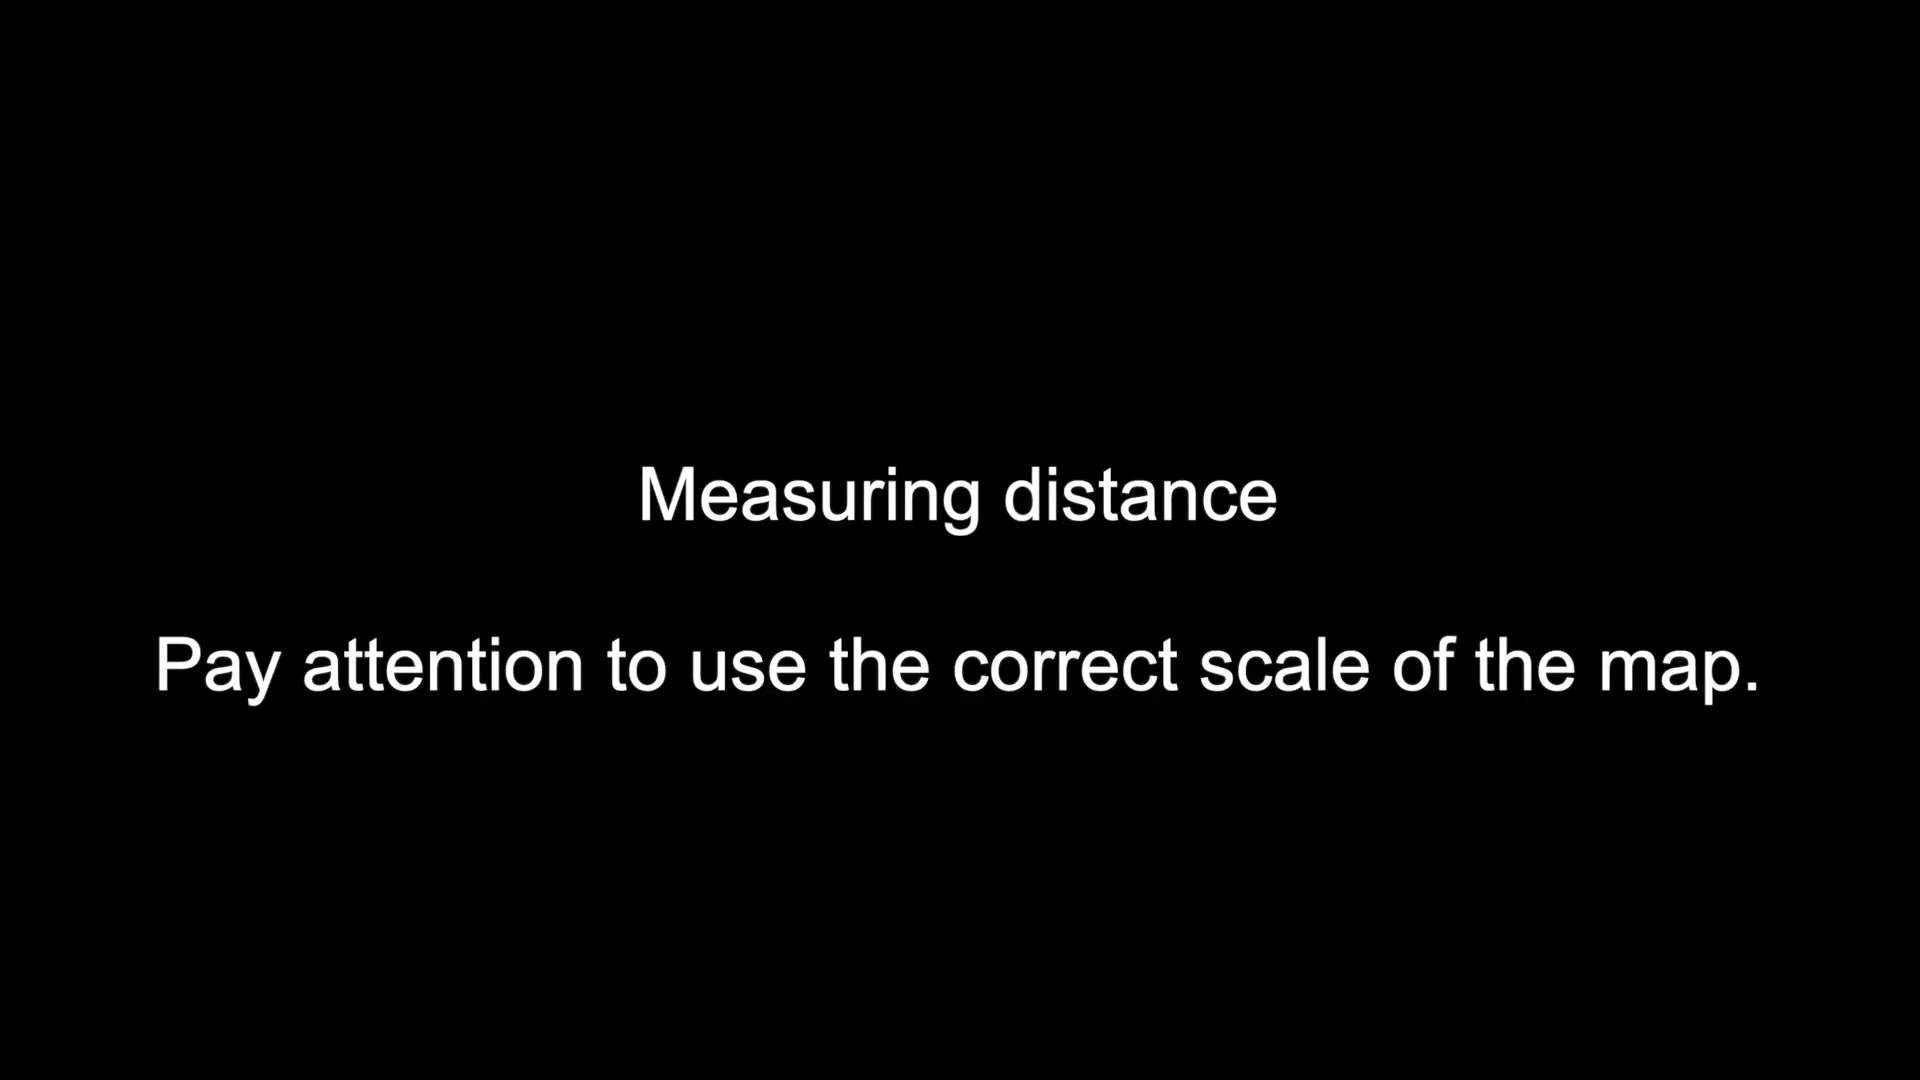 Measuring distance
Pay attention to use the correct scale of the map.